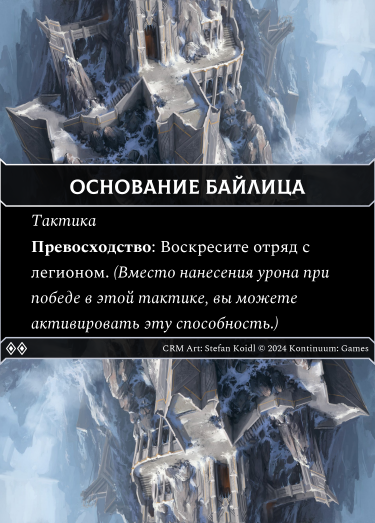 ОСНОВАНИЕ БАЙЛИЦА
Тактика
Превосходство: Воскресите отряд с
легионом. (Вместо нанесения урона при
победе в этой тактике, вы можете
активировать эту способность.)
CRM Art: Stefan Koidl © 2024 Kontinuum: Games